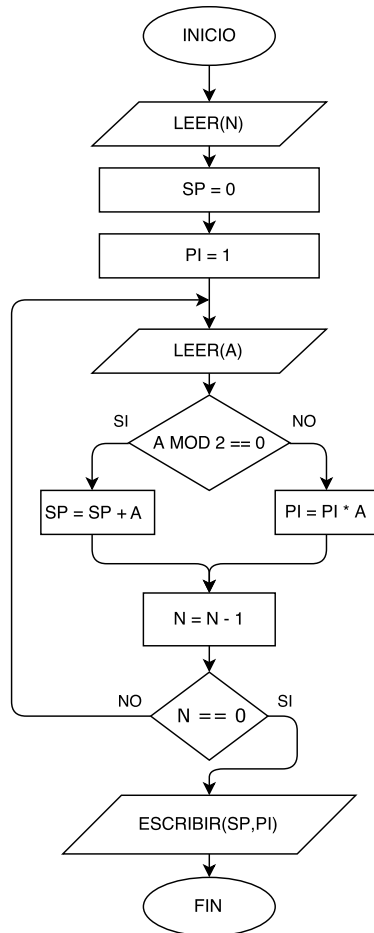 INICIO
LEER(N)
SP = 0
PI = 1
LEER(A)
SI
NO
A MOD 2 == 0
SP = SP + A
PI = PI * A
N = N - 1
NO
SI
N == 0
ESCRIBIR(SP,PI)
FIN